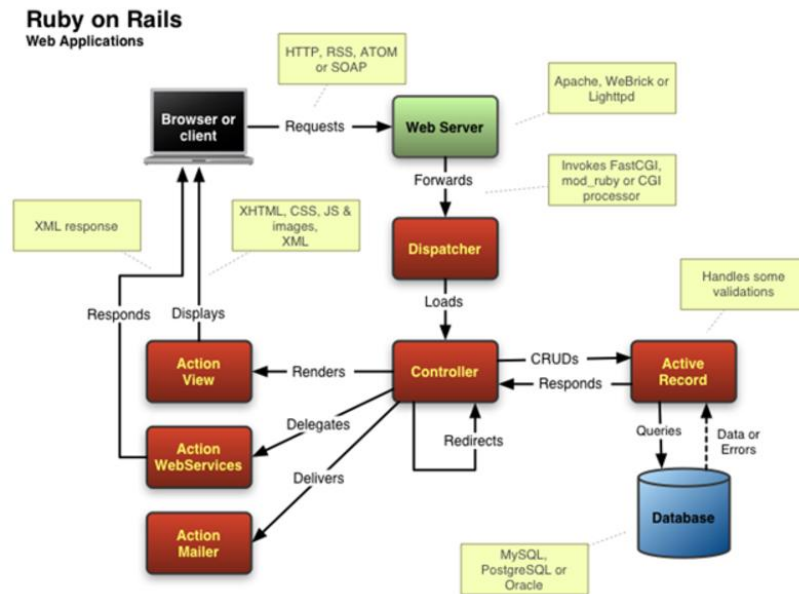 Ruby on Rails
Web Applications
HTTP, RSS, ATOM
or SOAP
Apache, WeBrick or
Lighttpd
Browser or
client
Requests
Web Server
Invokes FastCGI,
mod_ruby or CGI
processor
Forwards
XML response
XHTML, CSS, JS &
images,
XML
Dispatcher
Handles some
validations
Responds
Displays
Loads
Action
View
Renders
Controller
CRUDs
Responds
Active
Record
Delegates
Redirects
Queries
Data or
Errors
Action
WebServices
Delivers
Action
Mailer
Database
MySQL,
PostgreSQL or
Oracle